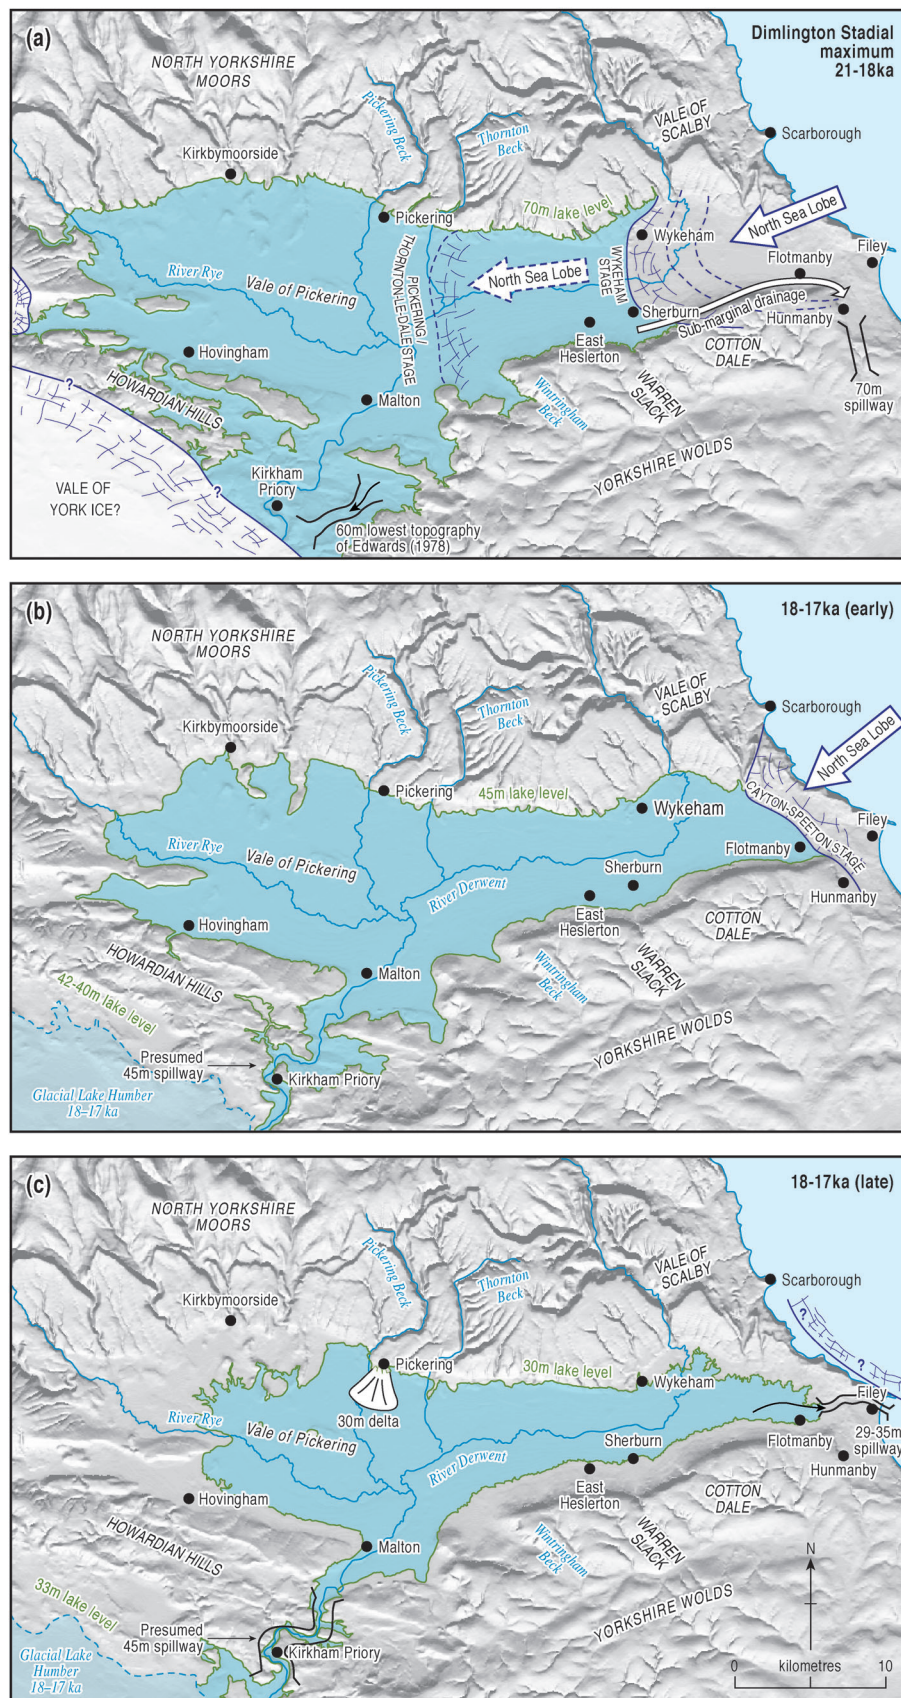 (a)
Dimlington Stadial
maximum
21-18ka
NORTH YORKSHIRE
MOORS
Pickering
Beck
Thornton
Beck
VALE OF
SCALBY
Scarborough
Kirkbymoorside
Pickering
70m lake level
North Sea Lobe
Wykeham
Filey
Flotmanby
River Rye
Vale of Pickering
PICKERING /
THORNTON-LE-DALE STAGE
North Sea Lobe
WYKEHAM
STAGE
Sherburn
Sub-marginal drainage
Hunmanby
East
Heslerton
COTTON
DALE
Hovingham
HOWARDIAN HILLS
?
Malton
Wintringham
Beck
WARREN
SLACK
70m
spillway
YORKSHIRE WOLDS
Kirkham
Priory
VALE OF
YORK ICE?
?
?
60m lowest topography
of Edwards (1978)
(b)
18-17ka (early)
NORTH YORKSHIRE
MOORS
Pickering
Beck
Thornton
Beck
VALE OF
SCALBY
Scarborough
Kirkbymoorside
North Sea Lobe
Pickering
45m lake level
Wykeham
CAYTON-SPEETON STAGE
Filey
River Rye
Vale of Pickering
Flotmanby
River Derwent
Sherburn
Hunmanby
East
Heslerton
Hovingham
COTTON
DALE
HOWARDIAN HILLS
Malton
Wintringham
Beck
WARREN
SLACK
42-40m lake level
YORKSHIRE WOLDS
Presumed
45m spillway
Kirkham Priory
Glacial Lake Humber
18–17 ka
(c)
18-17ka (late)
NORTH YORKSHIRE
MOORS
Pickering
Beck
Thornton
Beck
VALE OF
SCALBY
Scarborough
Kirkbymoorside
?
?
Pickering
30m lake level
Wykeham
Filey
30m delta
River Rye
Vale of Pickering
Flotmanby
29-35m
spillway
River Derwent
Sherburn
Hunmanby
East
Heslerton
Hovingham
COTTON
DALE
HOWARDIAN HILLS
Malton
Wintringham
Beck
WARREN
SLACK
N
33m lake level
YORKSHIRE WOLDS
Presumed
45m spillway
Kirkham Priory
Glacial Lake
Humber
18–17 ka
0 kilometres 10